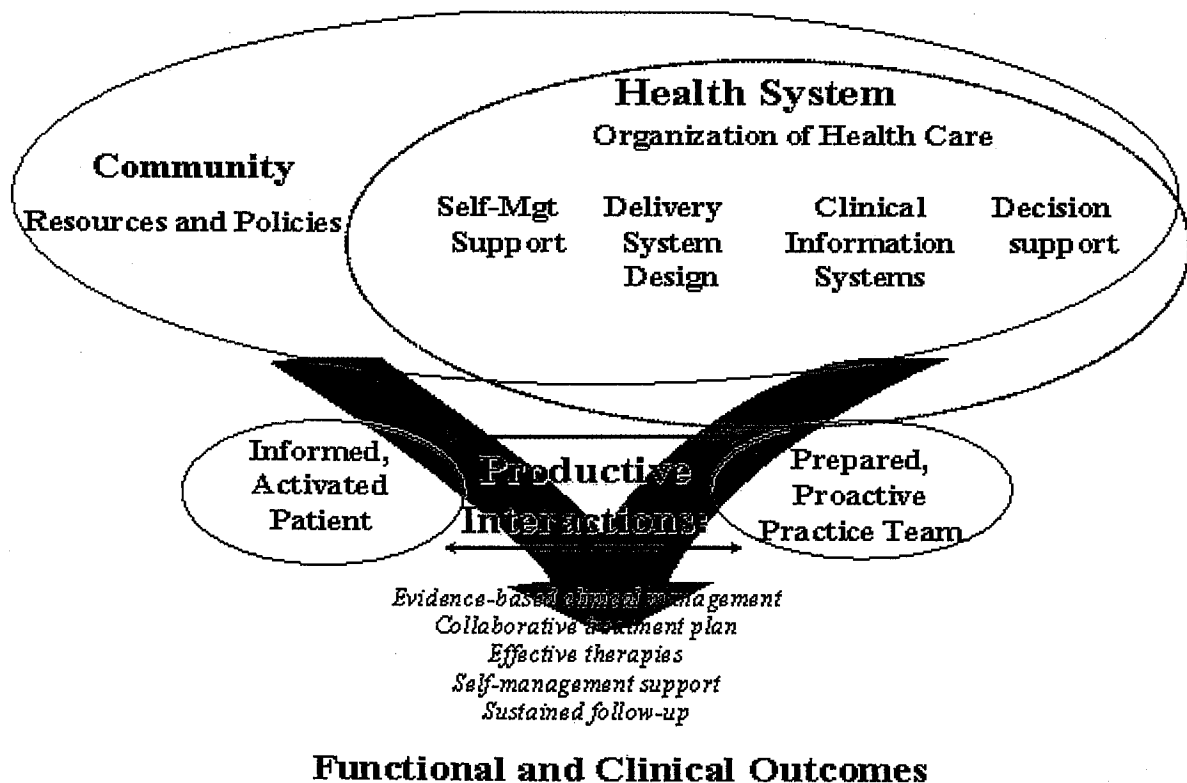 Health System
Organization of Health Care
Community
Resources and Policies
Self-Mgt
Support
Delivery
System
Design
Clinical
Information
Systems
Decision
support
Informed,
Activated
Patient
Productive
Interactions:
Prepared,
Proactive
Practice Team
Evidence-based clinical management
Collaborative treatment plan
Effective therapies
Self-management support
Sustained follow-up
Functional and Clinical Outcomes